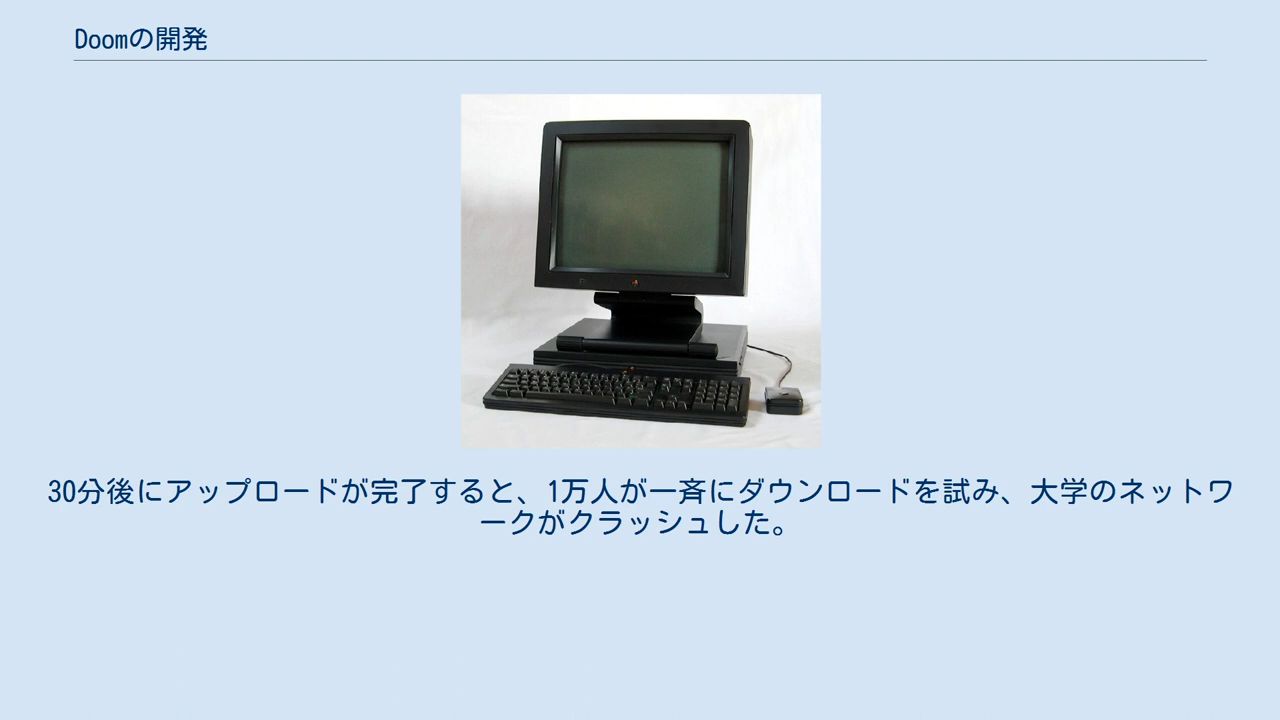 Doomの開発
30分後にアップロードが完了すると、1万人が一斉にダウンロードを試み、大学のネットワ
ークがクラッシュした。